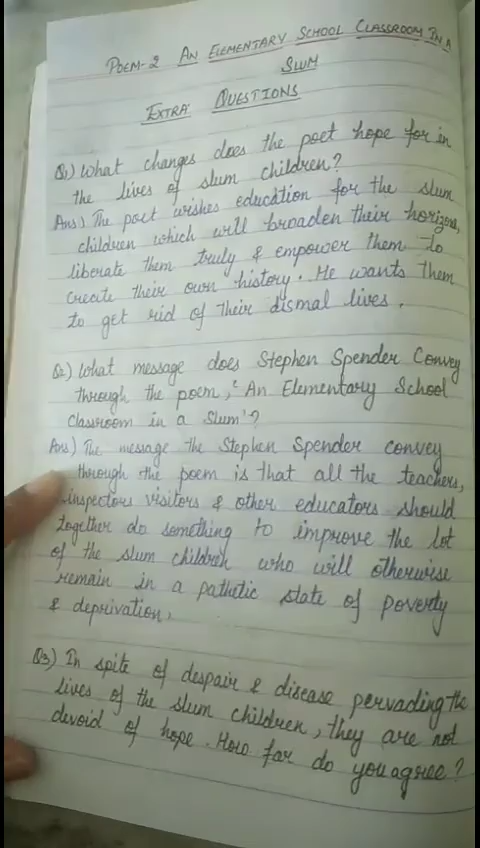 POEM-2 AN ELEMENTARY SCHOOL CLASSROOM IN A
SLUM
EXTRA QUESTIONS
Q1) What changes does the poet hope for in
the lives of slum children?
Ans) The poet wishes education for the slum
children which will broaden their horizons,
liberate them truly & empower them to
create their own history. He wants them
to get rid of their dismal lives.
Q2) What message does Stephen Spender Convey
through the poem, 'An Elementary School
Classroom in a Slum'?
Ans) The message the Stephen Spender convey
through the poem is that all the teachers,
inspectors visitors & other educators should
together do something to improve the lot
of the slum children who will otherwise
remain in a pathetic state of poverty
& deprivation.
Q3) In spite of despair & disease pervading the
lives of the slum children, they are not
devoid of hope. How far do you agree?